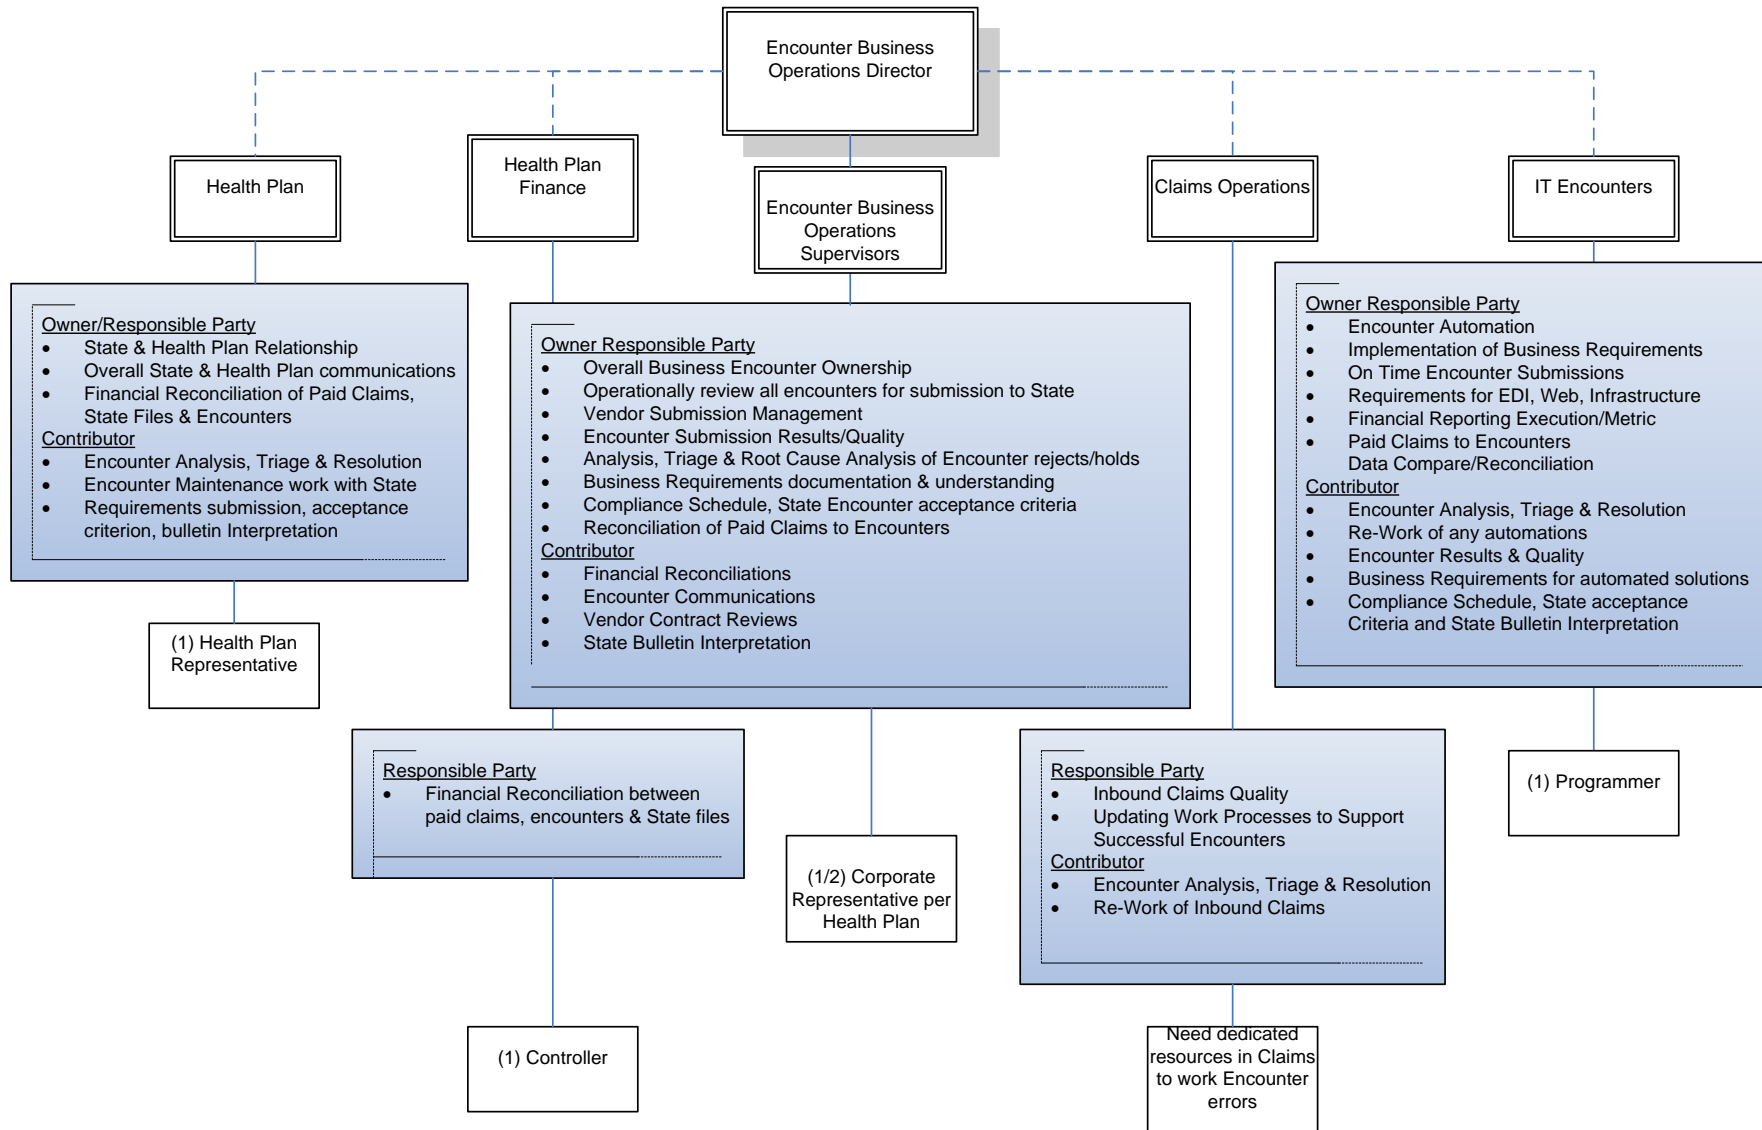 Encounter Business
Operations Director
Health Plan
Health Plan
Finance
Encounter Business
Operations
Supervisors
Claims Operations
IT Encounters
Owner/Responsible Party
• State & Health Plan Relationship
• Overall State & Health Plan communications
• Financial Reconciliation of Paid Claims,
State Files & Encounters
Contributor
• Encounter Analysis, Triage & Resolution
• Encounter Maintenance work with State
• Requirements submission, acceptance
criterion, bulletin Interpretation
(1) Health Plan
Representative
Owner Responsible Party
• Overall Business Encounter Ownership
• Operationally review all encounters for submission to State
• Vendor Submission Management
• Encounter Submission Results/Quality
• Analysis, Triage & Root Cause Analysis of Encounter rejects/holds
• Business Requirements documentation & understanding
• Compliance Schedule, State Encounter acceptance criteria
• Reconciliation of Paid Claims to Encounters
Contributor
• Financial Reconciliations
• Encounter Communications
• Vendor Contract Reviews
• State Bulletin Interpretation
Owner Responsible Party
• Encounter Automation
• Implementation of Business Requirements
• On Time Encounter Submissions
• Requirements for EDI, Web, Infrastructure
• Financial Reporting Execution/Metric
• Paid Claims to Encounters
Data Compare/Reconciliation
Contributor
• Encounter Analysis, Triage & Resolution
• Re-Work of any automations
• Encounter Results & Quality
• Business Requirements for automated solutions
• Compliance Schedule, State acceptance
Criteria and State Bulletin Interpretation
Responsible Party
• Financial Reconciliation between
paid claims, encounters & State files
(1/2) Corporate
Representative per
Health Plan
Responsible Party
• Inbound Claims Quality
• Updating Work Processes to Support
Successful Encounters
Contributor
• Encounter Analysis, Triage & Resolution
• Re-Work of Inbound Claims
(1) Programmer
(1) Controller
Need dedicated
resources in Claims
to work Encounter
errors